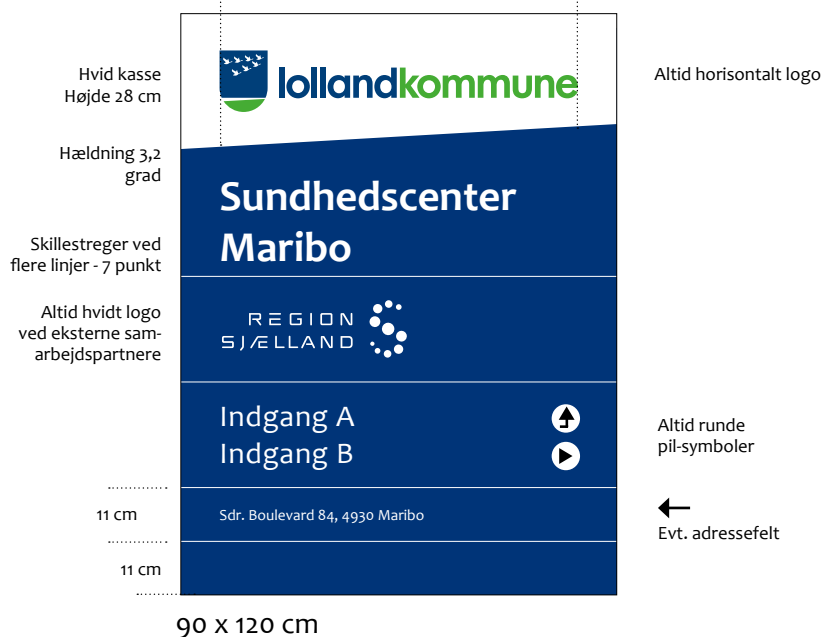 Hvid kasse
Højde 28 cm
lollandkommune
Altid horisontalt logo
Hældning 3,2
grad
Sundhedscenter
Maribo
Skillestreger ved
flere linjer - 7 punkt
Altid hvidt logo
ved eksterne sam-
arbejdspartnere
REGION
SJÆLLAND
Indgang A
Indgang B
Altid runde
pil-symboler
11 cm
Sdr. Boulevard 84, 4930 Maribo
Evt. adressefelt
11 cm
90 x 120 cm